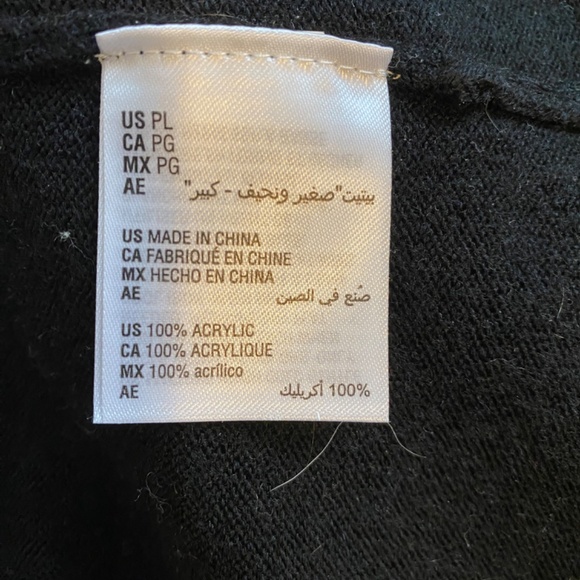 US PL
CA PG
MX PG
AE بيتيت"صغير ونحيف - كبير"
US MADE IN CHINA
CA FABRIQUÉ EN CHINE
MX HECHO EN CHINA
AE صُنع في الصين
US 100% ACRYLIC
CA 100% ACRYLIQUE
MX 100% acrílico
AE 100% أكريليك